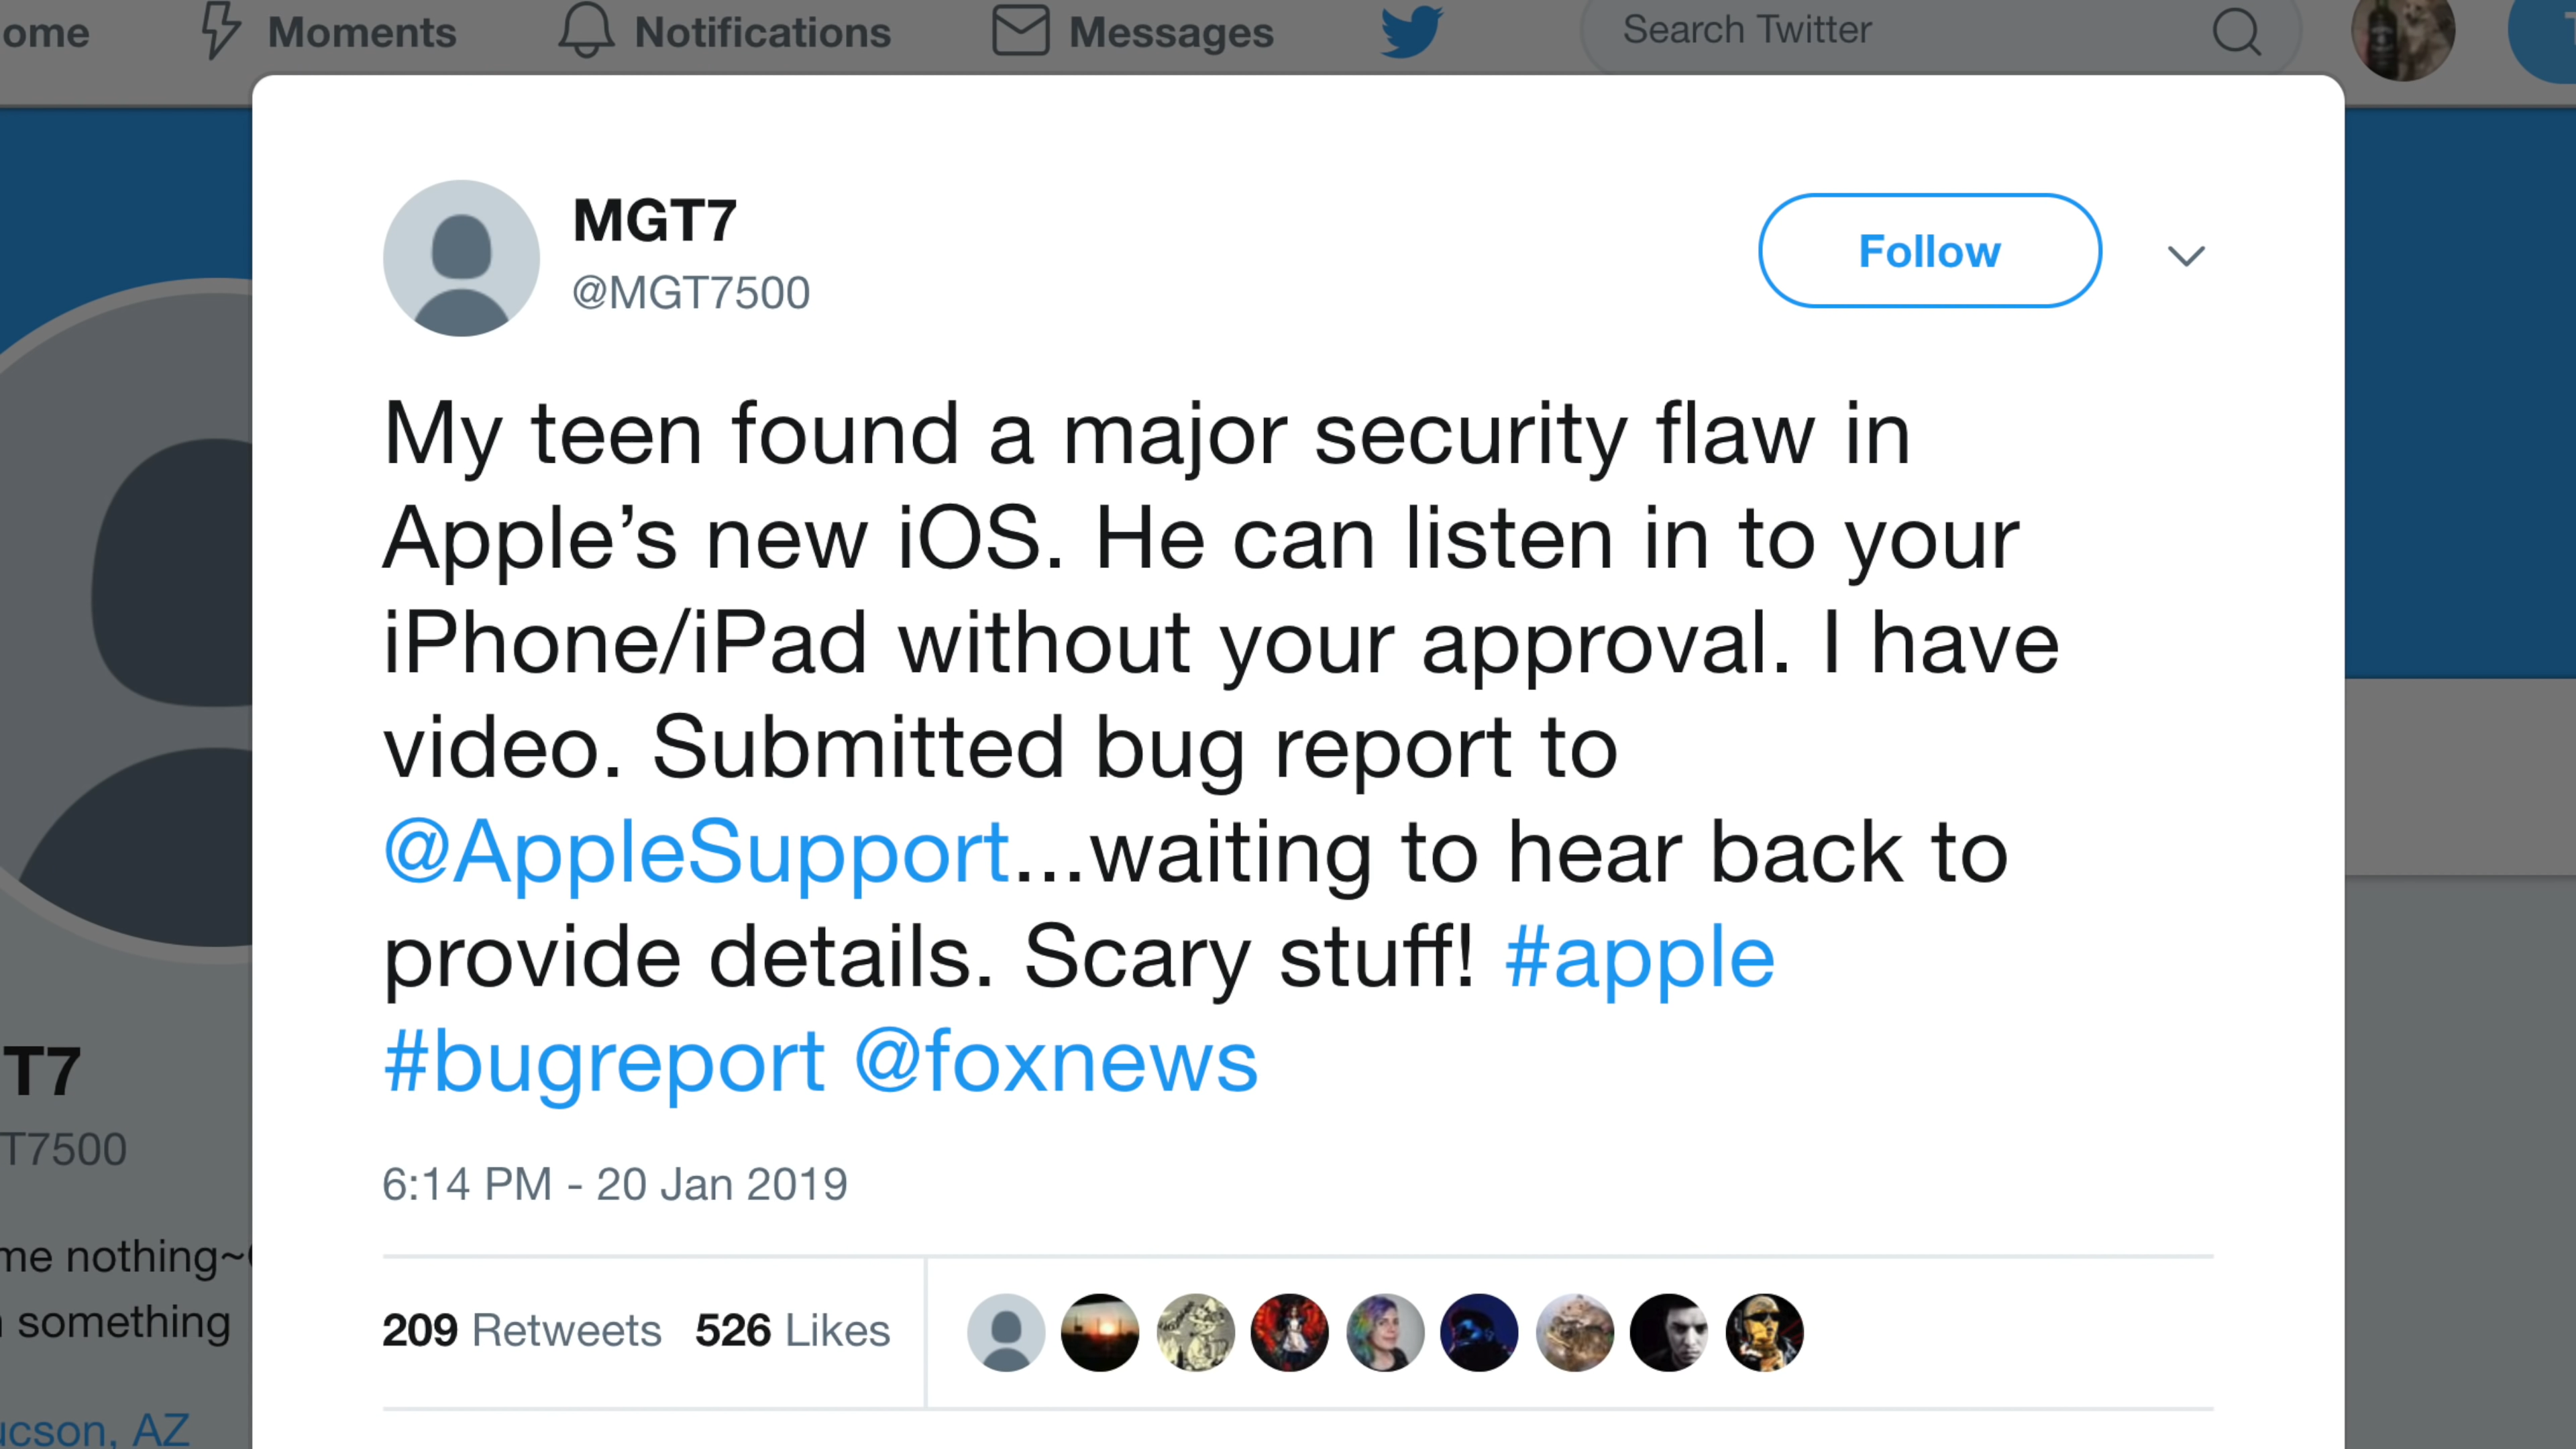 ome Moments Notifications Messages Search Twitter
MGT7
@MGT7500
Follow
My teen found a major security flaw in
Apple’s new iOS. He can listen in to your
iPhone/iPad without your approval. I have
video. Submitted bug report to
@AppleSupport...waiting to hear back to
provide details. Scary stuff! #apple
#bugreport @foxnews
6:14 PM - 20 Jan 2019
209 Retweets 526 Likes
T7
T7500
me nothing~
something
ucson, AZ